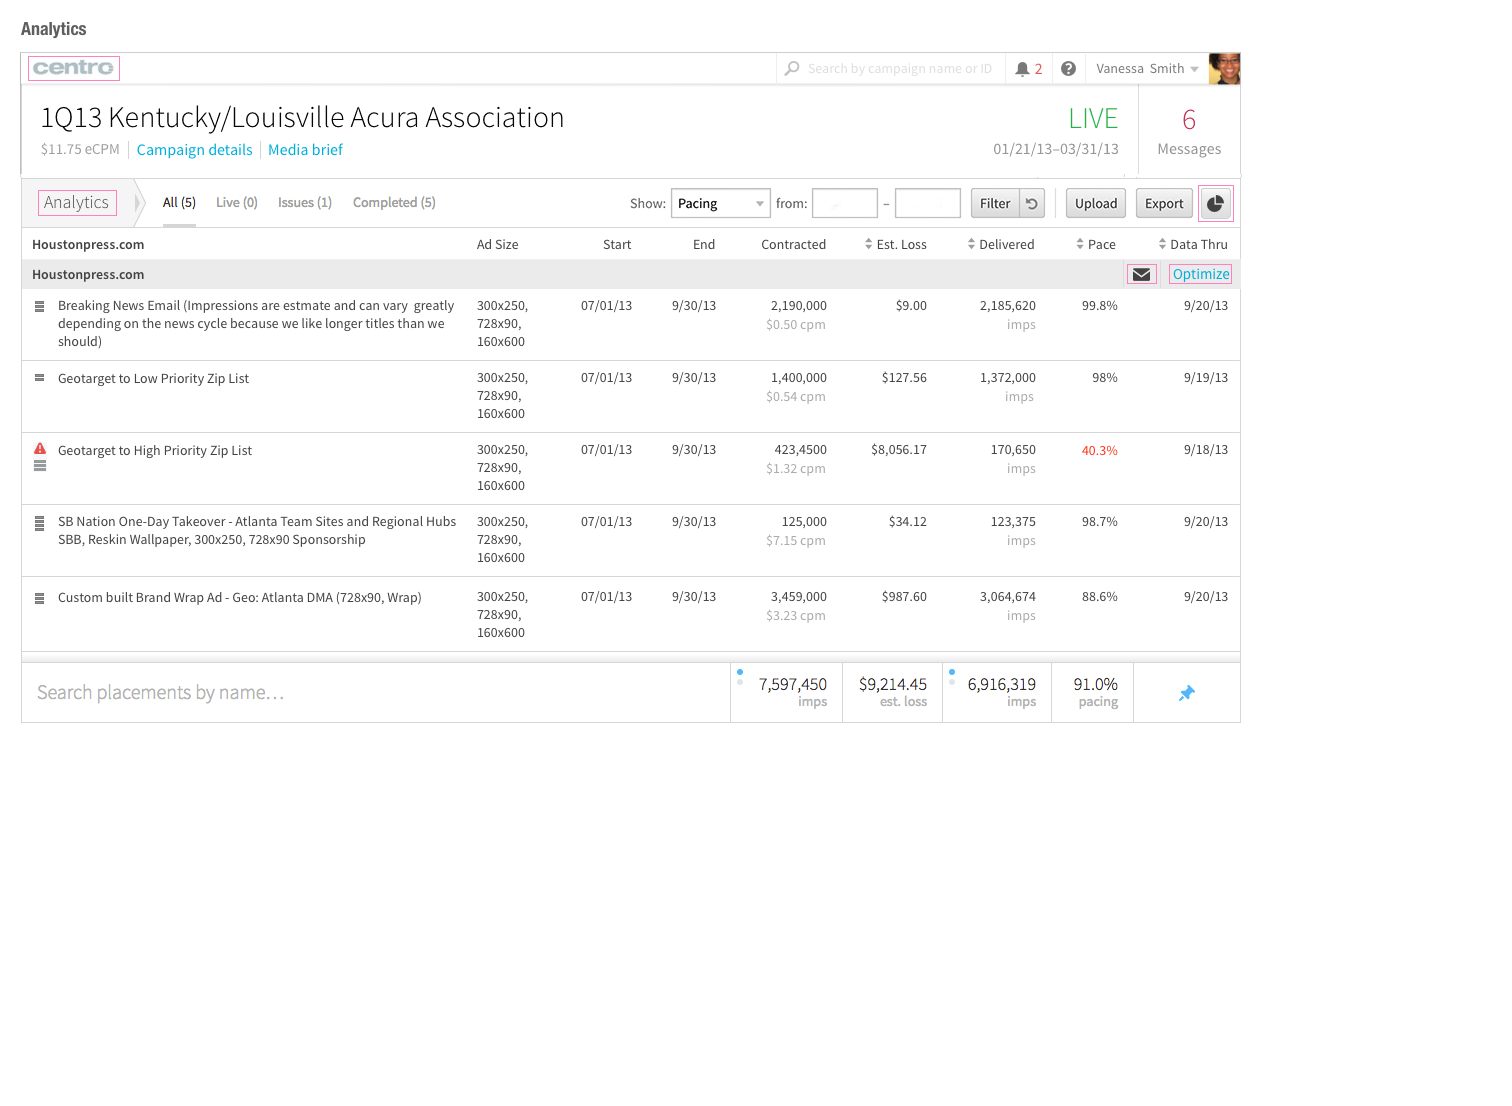 Analytics
centro
Search by campaign name or ID
2
?
Vanessa Smith
1Q13 Kentucky/Louisville Acura Association
LIVE
6
$11.75 eCPM
Campaign details
Media brief
01/21/13–03/31/13
Messages
Analytics
All (5)
Live (0)
Issues (1)
Completed (5)
Show:
Pacing
from:
–
Filter
Upload
Export
Houstonpress.com
Ad Size
Start
End
Contracted
Est. Loss
Delivered
Pace
Data Thru
Houstonpress.com
Optimize
Breaking News Email (Impressions are estmate and can vary greatly
depending on the news cycle because we like longer titles than we
should)
300x250,
728x90,
160x600
07/01/13
9/30/13
2,190,000
$0.50 cpm
$9.00
2,185,620
imps
99.8%
9/20/13
Geotarget to Low Priority Zip List
300x250,
728x90,
160x600
07/01/13
9/30/13
1,400,000
$0.54 cpm
$127.56
1,372,000
imps
98%
9/19/13
Geotarget to High Priority Zip List
300x250,
728x90,
160x600
07/01/13
9/30/13
423,4500
$1.32 cpm
$8,056.17
170,650
imps
40.3%
9/18/13
SB Nation One-Day Takeover - Atlanta Team Sites and Regional Hubs
SBB, Reskin Wallpaper, 300x250, 728x90 Sponsorship
300x250,
728x90,
160x600
07/01/13
9/30/13
125,000
$7.15 cpm
$34.12
123,375
imps
98.7%
9/20/13
Custom built Brand Wrap Ad - Geo: Atlanta DMA (728x90, Wrap)
300x250,
728x90,
160x600
07/01/13
9/30/13
3,459,000
$3.23 cpm
$987.60
3,064,674
imps
88.6%
9/20/13
Search placements by name…
7,597,450
imps
$9,214.45
est. loss
6,916,319
imps
91.0%
pacing